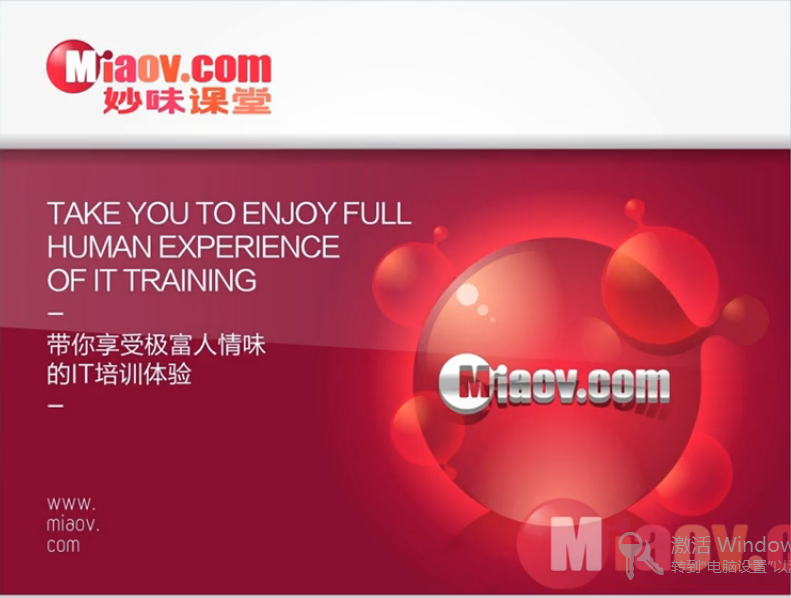 Miaov.com
妙味课堂
TAKE YOU TO ENJOY FULL
HUMAN EXPERIENCE
OF IT TRAINING
带你享受极富人情味
的IT培训体验
Miaov.com
www.
miaov.
com
Miaov.c
激活 Window
转到"电脑设置"以